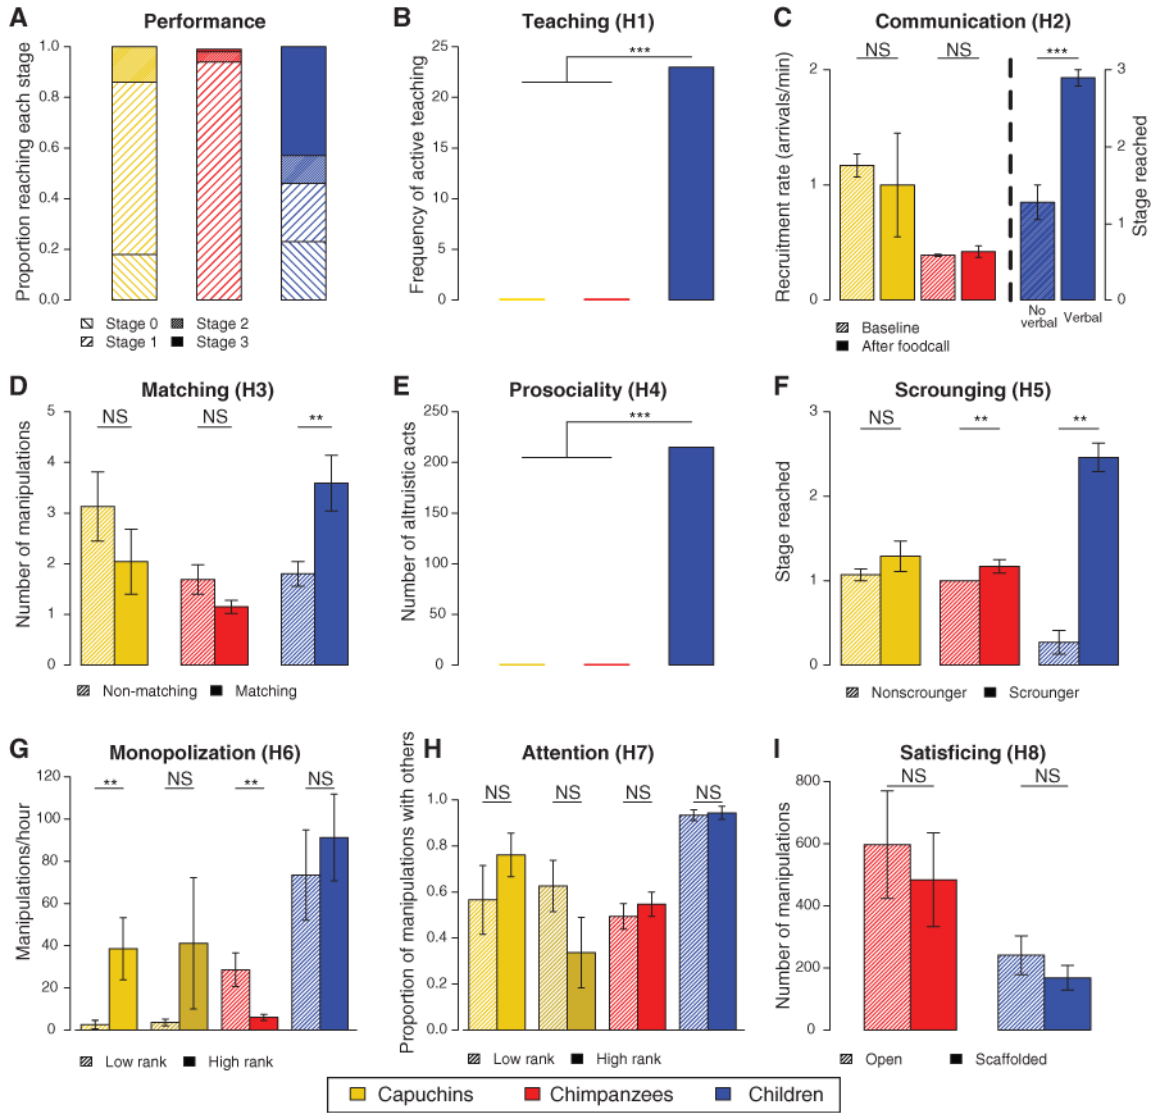 A
Performance
Proportion reaching each stage
1.0
0.8
0.6
0.4
0.2
0.0
Stage 0
Stage 2
Stage 1
Stage 3
B
Teaching (H1)
Frequency of active teaching
25
20
15
10
5
0
***
C
Communication (H2)
Recruitment rate (arrivals/min)
2
1
0
NS
NS
***
3
2
1
0
Stage reached
No verbal
Verbal
Baseline
After foodcall
D
Matching (H3)
Number of manipulations
5
4
3
2
1
0
NS
NS
**
Non-matching
Matching
E
Prosociality (H4)
Number of altruistic acts
250
200
150
100
50
0
***
F
Scrounging (H5)
Stage reached
3
2
1
0
NS
**
**
Nonscrounger
Scrounger
G
Monopolization (H6)
Manipulations/hour
120
100
80
60
40
20
0
**
NS
**
NS
Low rank
High rank
H
Attention (H7)
Proportion of manipulations with others
1.0
0.8
0.6
0.4
0.2
0.0
NS
NS
NS
NS
Low rank
High rank
I
Satisficing (H8)
Number of manipulations
800
600
400
200
0
NS
NS
Open
Scaffolded
Capuchins
Chimpanzees
Children